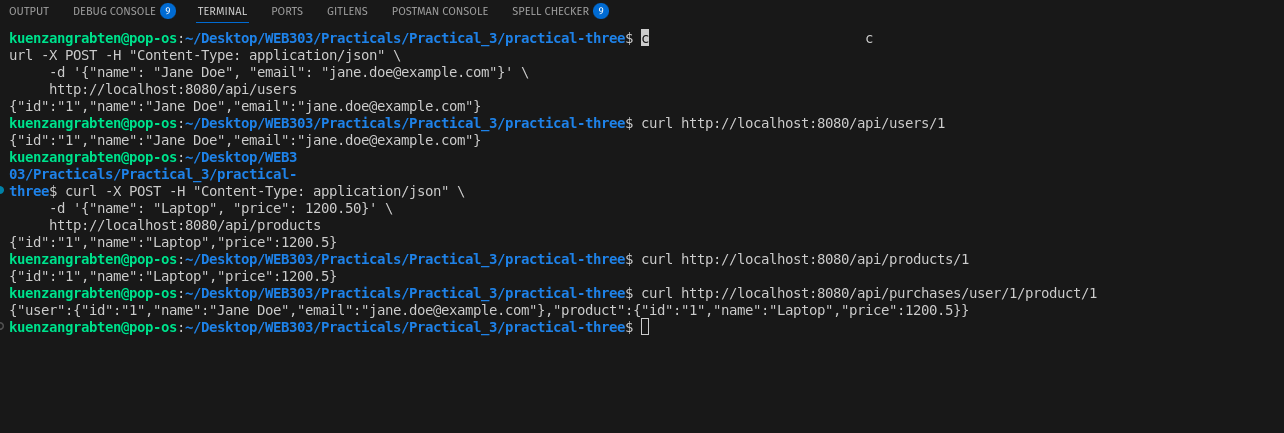 OUTPUT DEBUG CONSOLE 9 TERMINAL PORTS GITLENS POSTMAN CONSOLE SPELL CHECKER 9
kuenzangrabten@pop-os:~/Desktop/WEB303/Practicals/Practical_3/practical-three$ c c
url -X POST -H "Content-Type: application/json" \
-d '{"name": "Jane Doe", "email": "jane.doe@example.com"}' \
http://localhost:8080/api/users
{"id":"1","name":"Jane Doe","email":"jane.doe@example.com"}
kuenzangrabten@pop-os:~/Desktop/WEB303/Practicals/Practical_3/practical-three$ curl http://localhost:8080/api/users/1
{"id":"1","name":"Jane Doe","email":"jane.doe@example.com"}
kuenzangrabten@pop-os:~/Desktop/WEB3
03/Practicals/Practical_3/practical-
three$ curl -X POST -H "Content-Type: application/json" \
-d '{"name": "Laptop", "price": 1200.50}' \
http://localhost:8080/api/products
{"id":"1","name":"Laptop","price":1200.5}
kuenzangrabten@pop-os:~/Desktop/WEB303/Practicals/Practical_3/practical-three$ curl http://localhost:8080/api/products/1
{"id":"1","name":"Laptop","price":1200.5}
kuenzangrabten@pop-os:~/Desktop/WEB303/Practicals/Practical_3/practical-three$ curl http://localhost:8080/api/purchases/user/1/product/1
{"user":{"id":"1","name":"Jane Doe","email":"jane.doe@example.com"},"product":{"id":"1","name":"Laptop","price":1200.5}}
kuenzangrabten@pop-os:~/Desktop/WEB303/Practicals/Practical_3/practical-three$